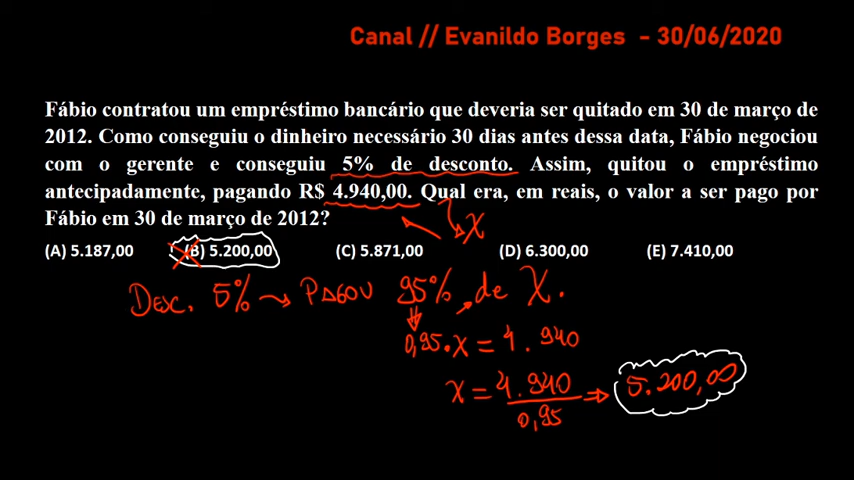 Canal // Evanildo Borges - 30/06/2020
Fábio contratou um empréstimo bancário que deveria ser quitado em 30 de março de
2012. Como conseguiu o dinheiro necessário 30 dias antes dessa data, Fábio negociou
com o gerente e conseguiu 5% de desconto. Assim, quitou o empréstimo
antecipadamente, pagando R$ 4.940,00. Qual era, em reais, o valor a ser pago por
Fábio em 30 de março de 2012?
X
(A) 5.187,00 (B) 5.200,00 (C) 5.871,00 (D) 6.300,00 (E) 7.410,00
DESC. 5% → PAGOU 95% de X.
0,95 . X = 4.940
X = 4.940 / 0,95 ⇒ 5.200,00